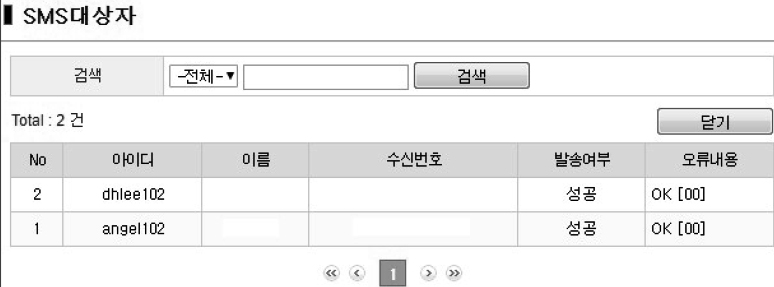 SMS대상자
검색 -전체- 검색
Total : 2 건 닫기
No 아이디 이름 수신번호 발송여부 오류내용
2 dhlee102 성공 OK [00]
1 angel102 성공 OK [00]
1